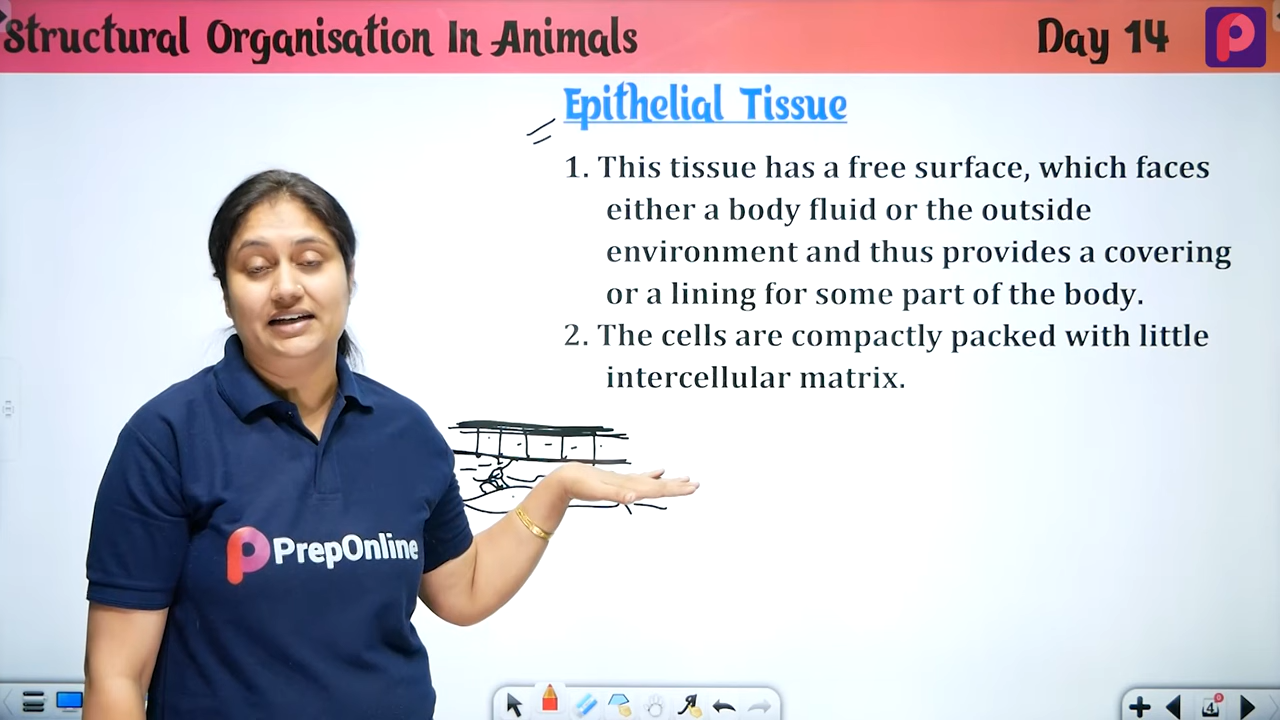 Structural Organisation In Animals
Day 14
Epithelial Tissue
1. This tissue has a free surface, which faces
either a body fluid or the outside
environment and thus provides a covering
or a lining for some part of the body.
2. The cells are compactly packed with little
intercellular matrix.
PrepOnline
4